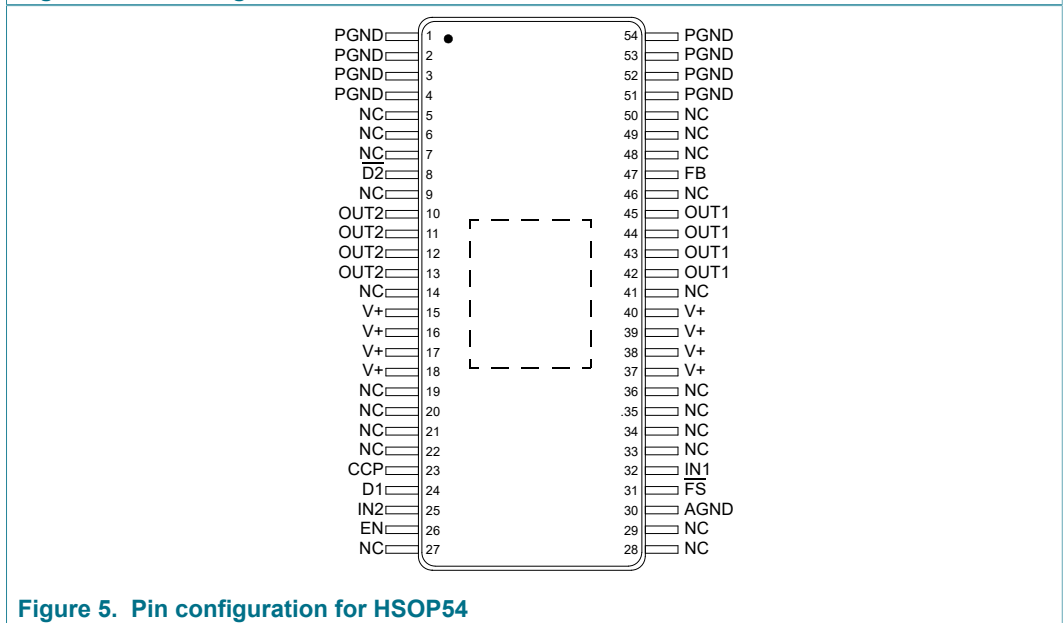 PGND 1 54 PGND
PGND 2 53 PGND
PGND 3 52 PGND
PGND 4 51 PGND
NC 5 50 NC
NC 6 49 NC
NC 7 48 NC
D2 8 47 FB
NC 9 46 NC
OUT2 10 45 OUT1
OUT2 11 44 OUT1
OUT2 12 43 OUT1
OUT2 13 42 OUT1
NC 14 41 NC
V+ 15 40 V+
V+ 16 39 V+
V+ 17 38 V+
V+ 18 37 V+
NC 19 36 NC
NC 20 .35 NC
NC 21 34 NC
NC 22 33 NC
CCP 23 32 IN1
D1 24 31 FS
IN2 25 30 AGND
EN 26 29 NC
NC 27 28 NC
Figure 5. Pin configuration for HSOP54